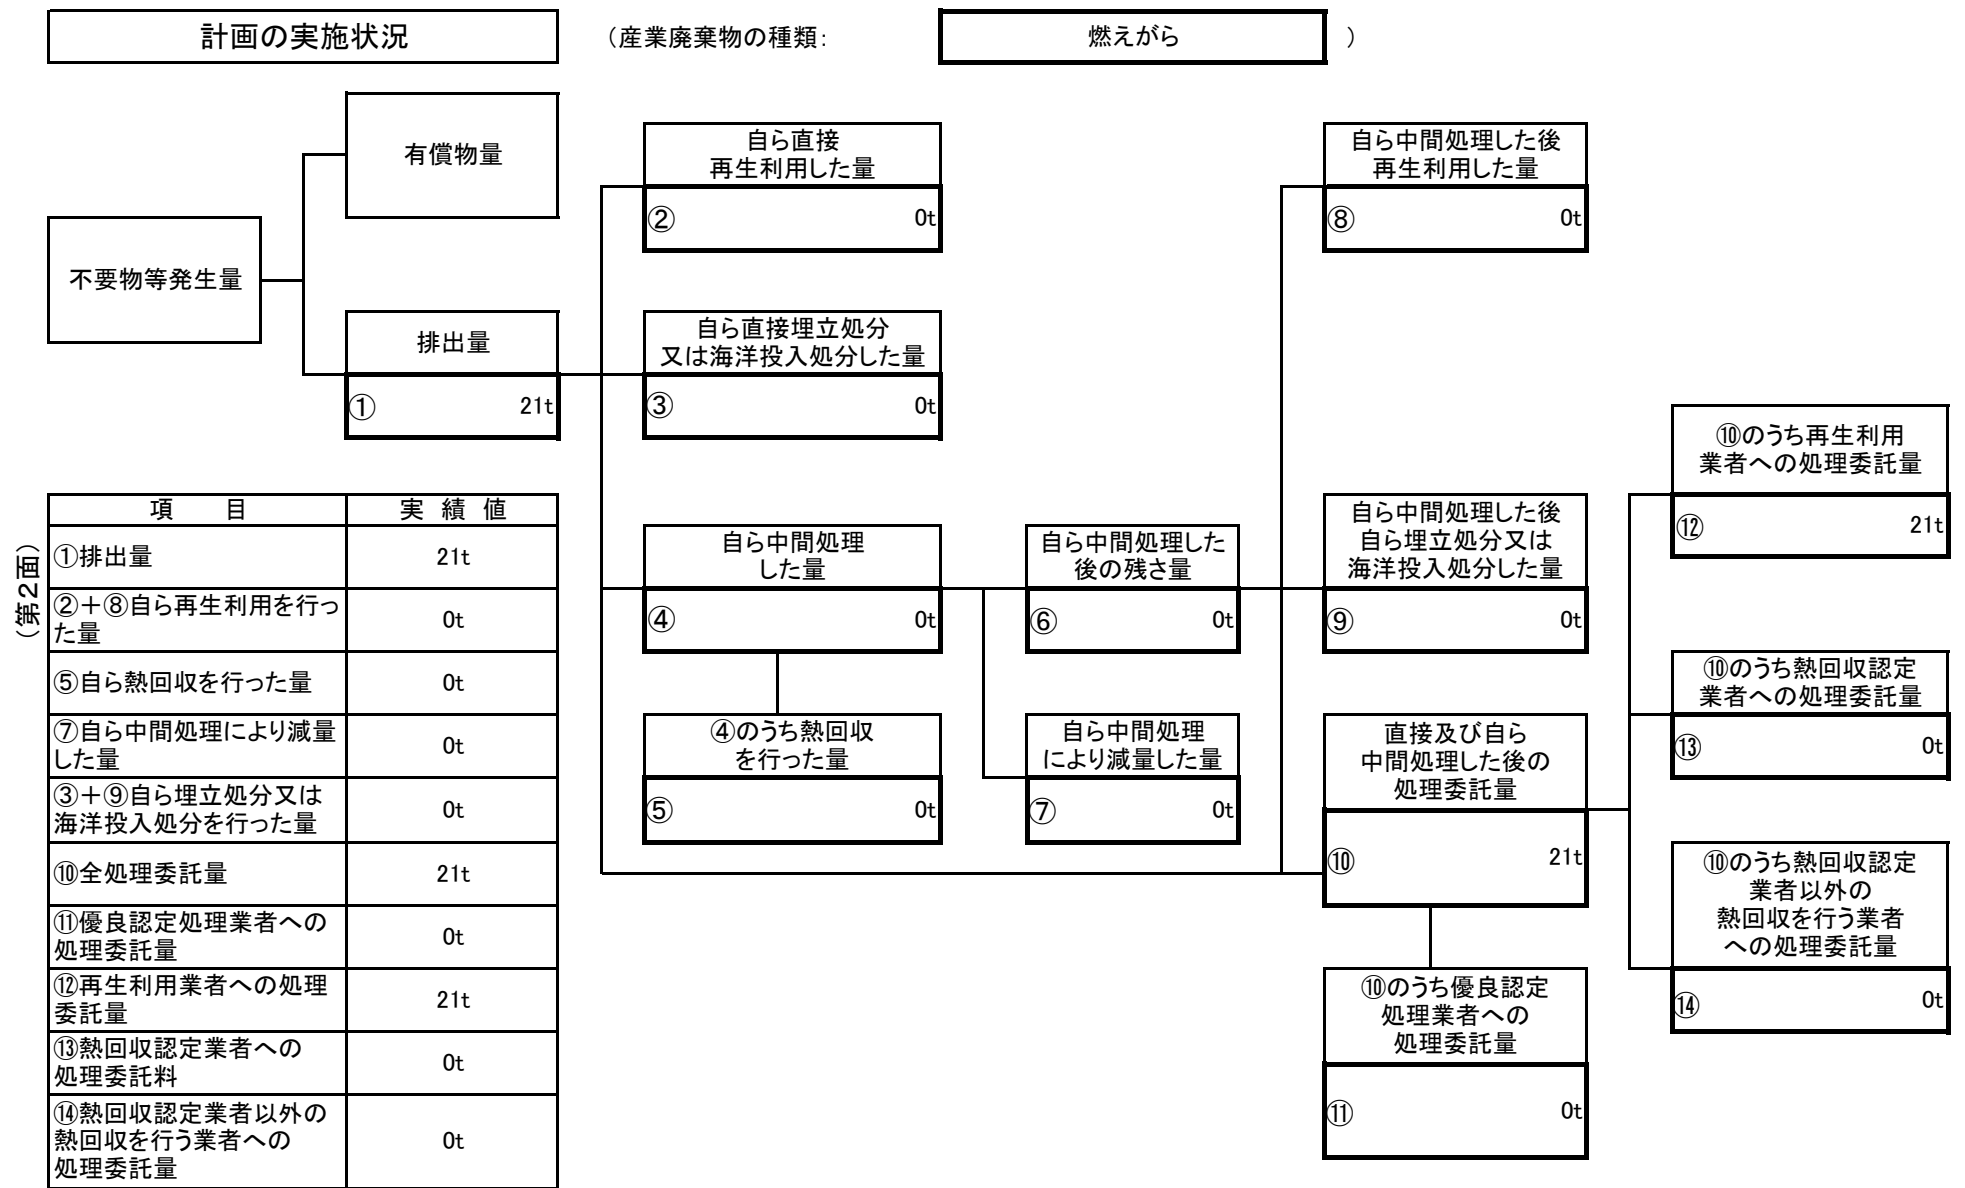 計画の実施状況
（産業廃棄物の種類：
燃えがら
）
有償物量
不要物等発生量
排出量
① 21t
自ら直接
再生利用した量
② 0t
自ら直接埋立処分
又は海洋投入処分した量
③ 0t
自ら中間処理
した量
④ 0t
④のうち熱回収
を行った量
⑤ 0t
自ら中間処理した
後の残さ量
⑥ 0t
自ら中間処理
により減量した量
⑦ 0t
自ら中間処理した後
再生利用した量
⑧ 0t
自ら中間処理した後
自ら埋立処分又は
海洋投入処分した量
⑨ 0t
直接及び自ら
中間処理した後の
処理委託量
⑩ 21t
⑩のうち優良認定
処理業者への
処理委託量
⑪ 0t
⑩のうち再生利用
業者への処理委託量
⑫ 21t
⑩のうち熱回収認定
業者への処理委託量
⑬ 0t
⑩のうち熱回収認定
業者以外の
熱回収を行う業者
への処理委託量
⑭ 0t
（第２面）
項　目 実 績 値
①排出量 21t
②＋⑧自ら再生利用を行っ
た量 0t
⑤自ら熱回収を行った量 0t
⑦自ら中間処理により減量
した量 0t
③＋⑨自ら埋立処分又は
海洋投入処分を行った量 0t
⑩全処理委託量 21t
⑪優良認定処理業者への
処理委託量 0t
⑫再生利用業者への処理
委託量 21t
⑬熱回収認定業者への
処理委託料 0t
⑭熱回収認定業者以外の
熱回収を行う業者への
処理委託量 0t